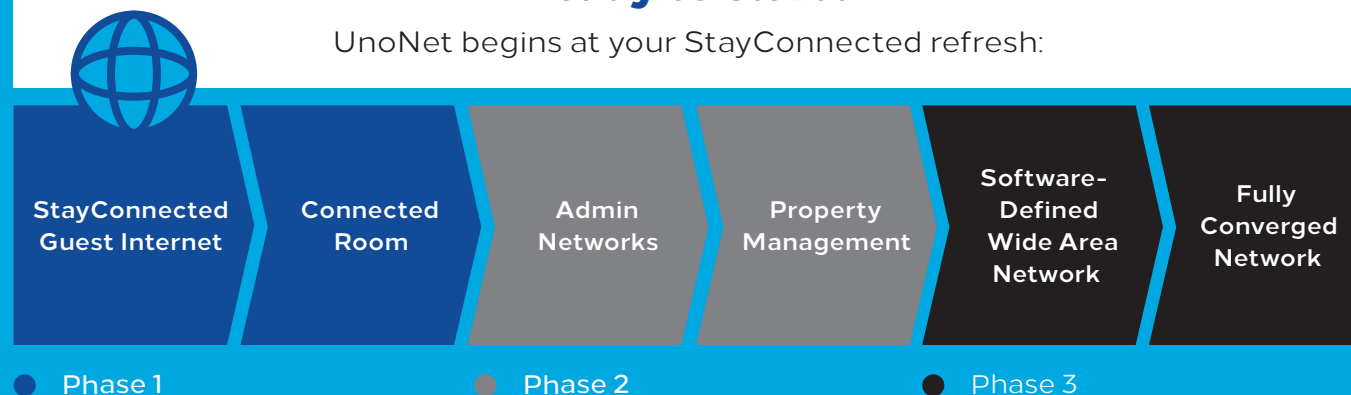 UnoNet begins at your StayConnected refresh:
StayConnected
Guest Internet
Connected
Room
Admin
Networks
Property
Management
Software-
Defined
Wide Area
Network
Fully
Converged
Network
Phase 1
Phase 2
Phase 3